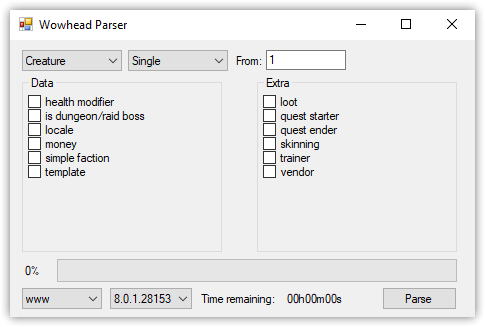 Wowhead Parser
Creature Single From: 1
Data Extra
health modifier loot
is dungeon/raid boss quest starter
locale quest ender
money skinning
simple faction trainer
template vendor
0%
www 8.0.1.28153 Time remaining: 00h00m00s Parse